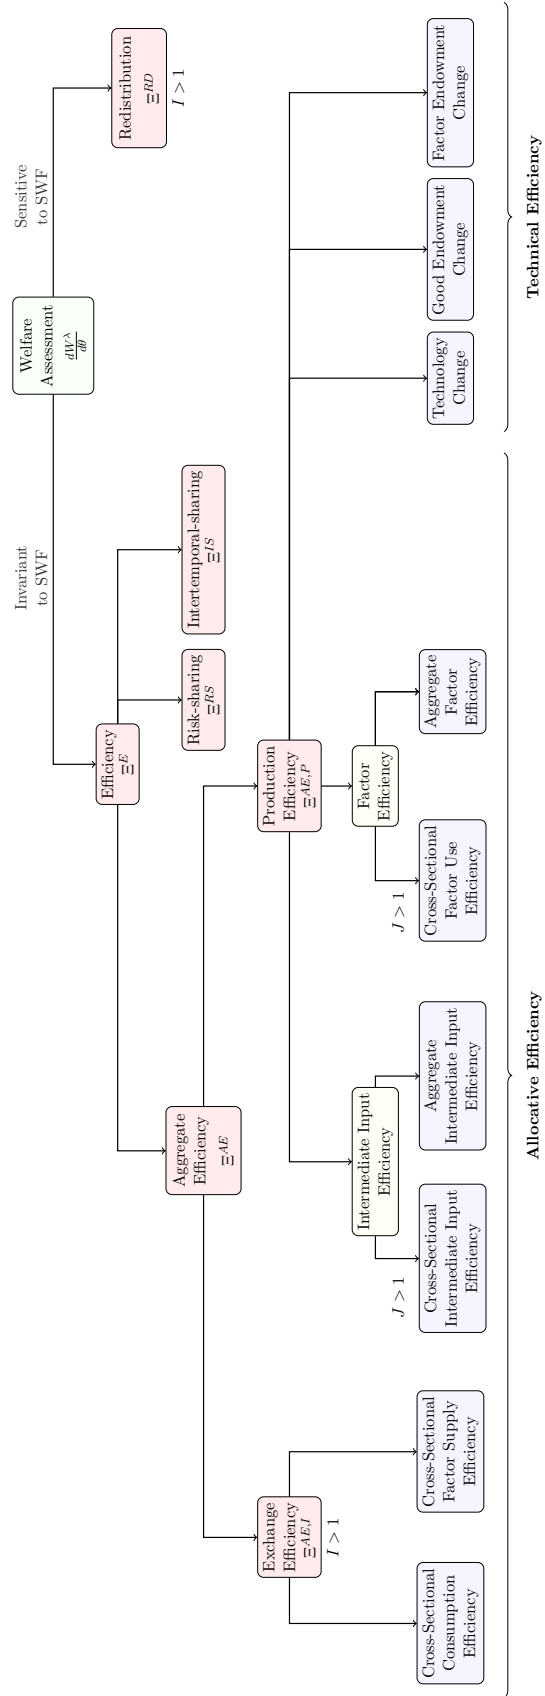 Welfare
Assessment
dW^λ/dθ
Invariant
to SWF
Sensitive
to SWF
Efficiency
Ξ^E
Redistribution
Ξ^{RD}
I > 1
Aggregate
Efficiency
Ξ^{AE}
Risk-sharing
Ξ^{RS}
Intertemporal-sharing
Ξ^{IS}
Exchange
Efficiency
Ξ^{AE,I}
I > 1
Production
Efficiency
Ξ^{AE,P}
Intermediate Input
Efficiency
Factor
Efficiency
J > 1
J > 1
Cross-Sectional
Consumption
Efficiency
Cross-Sectional
Factor Supply
Efficiency
Cross-Sectional
Intermediate Input
Efficiency
Aggregate
Intermediate Input
Efficiency
Cross-Sectional
Factor Use
Efficiency
Aggregate
Factor
Efficiency
Technology
Change
Good Endowment
Change
Factor Endowment
Change
Allocative Efficiency
Technical Efficiency